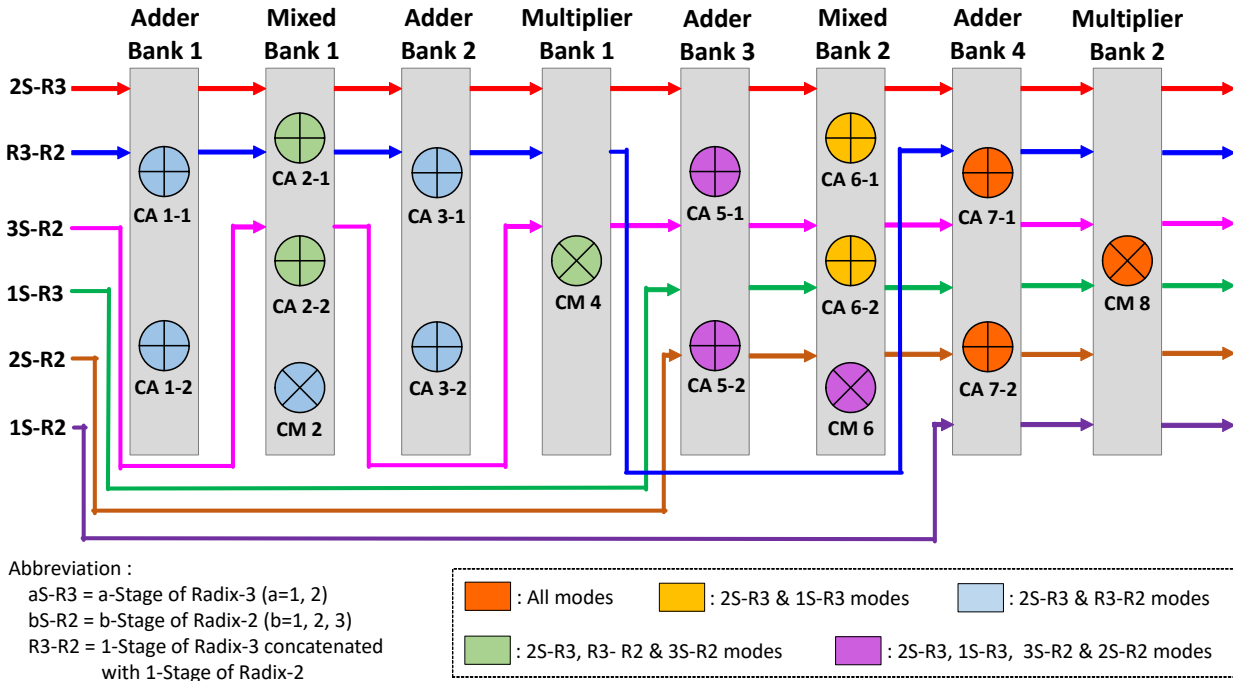 Adder Bank 1
Mixed Bank 1
Adder Bank 2
Multiplier Bank 1
Adder Bank 3
Mixed Bank 2
Adder Bank 4
Multiplier Bank 2
2S-R3
R3-R2
3S-R2
1S-R3
2S-R2
1S-R2
CA 1-1
CA 1-2
CA 2-1
CA 2-2
CM 2
CA 3-1
CA 3-2
CM 4
CA 5-1
CA 5-2
CA 6-1
CA 6-2
CM 6
CA 7-1
CA 7-2
CM 8
Abbreviation :
aS-R3 = a-Stage of Radix-3 (a=1, 2)
bS-R2 = b-Stage of Radix-2 (b=1, 2, 3)
R3-R2 = 1-Stage of Radix-3 concatenated
with 1-Stage of Radix-2
: All modes
: 2S-R3 & 1S-R3 modes
: 2S-R3 & R3-R2 modes
: 2S-R3, R3- R2 & 3S-R2 modes
: 2S-R3, 1S-R3, 3S-R2 & 2S-R2 modes